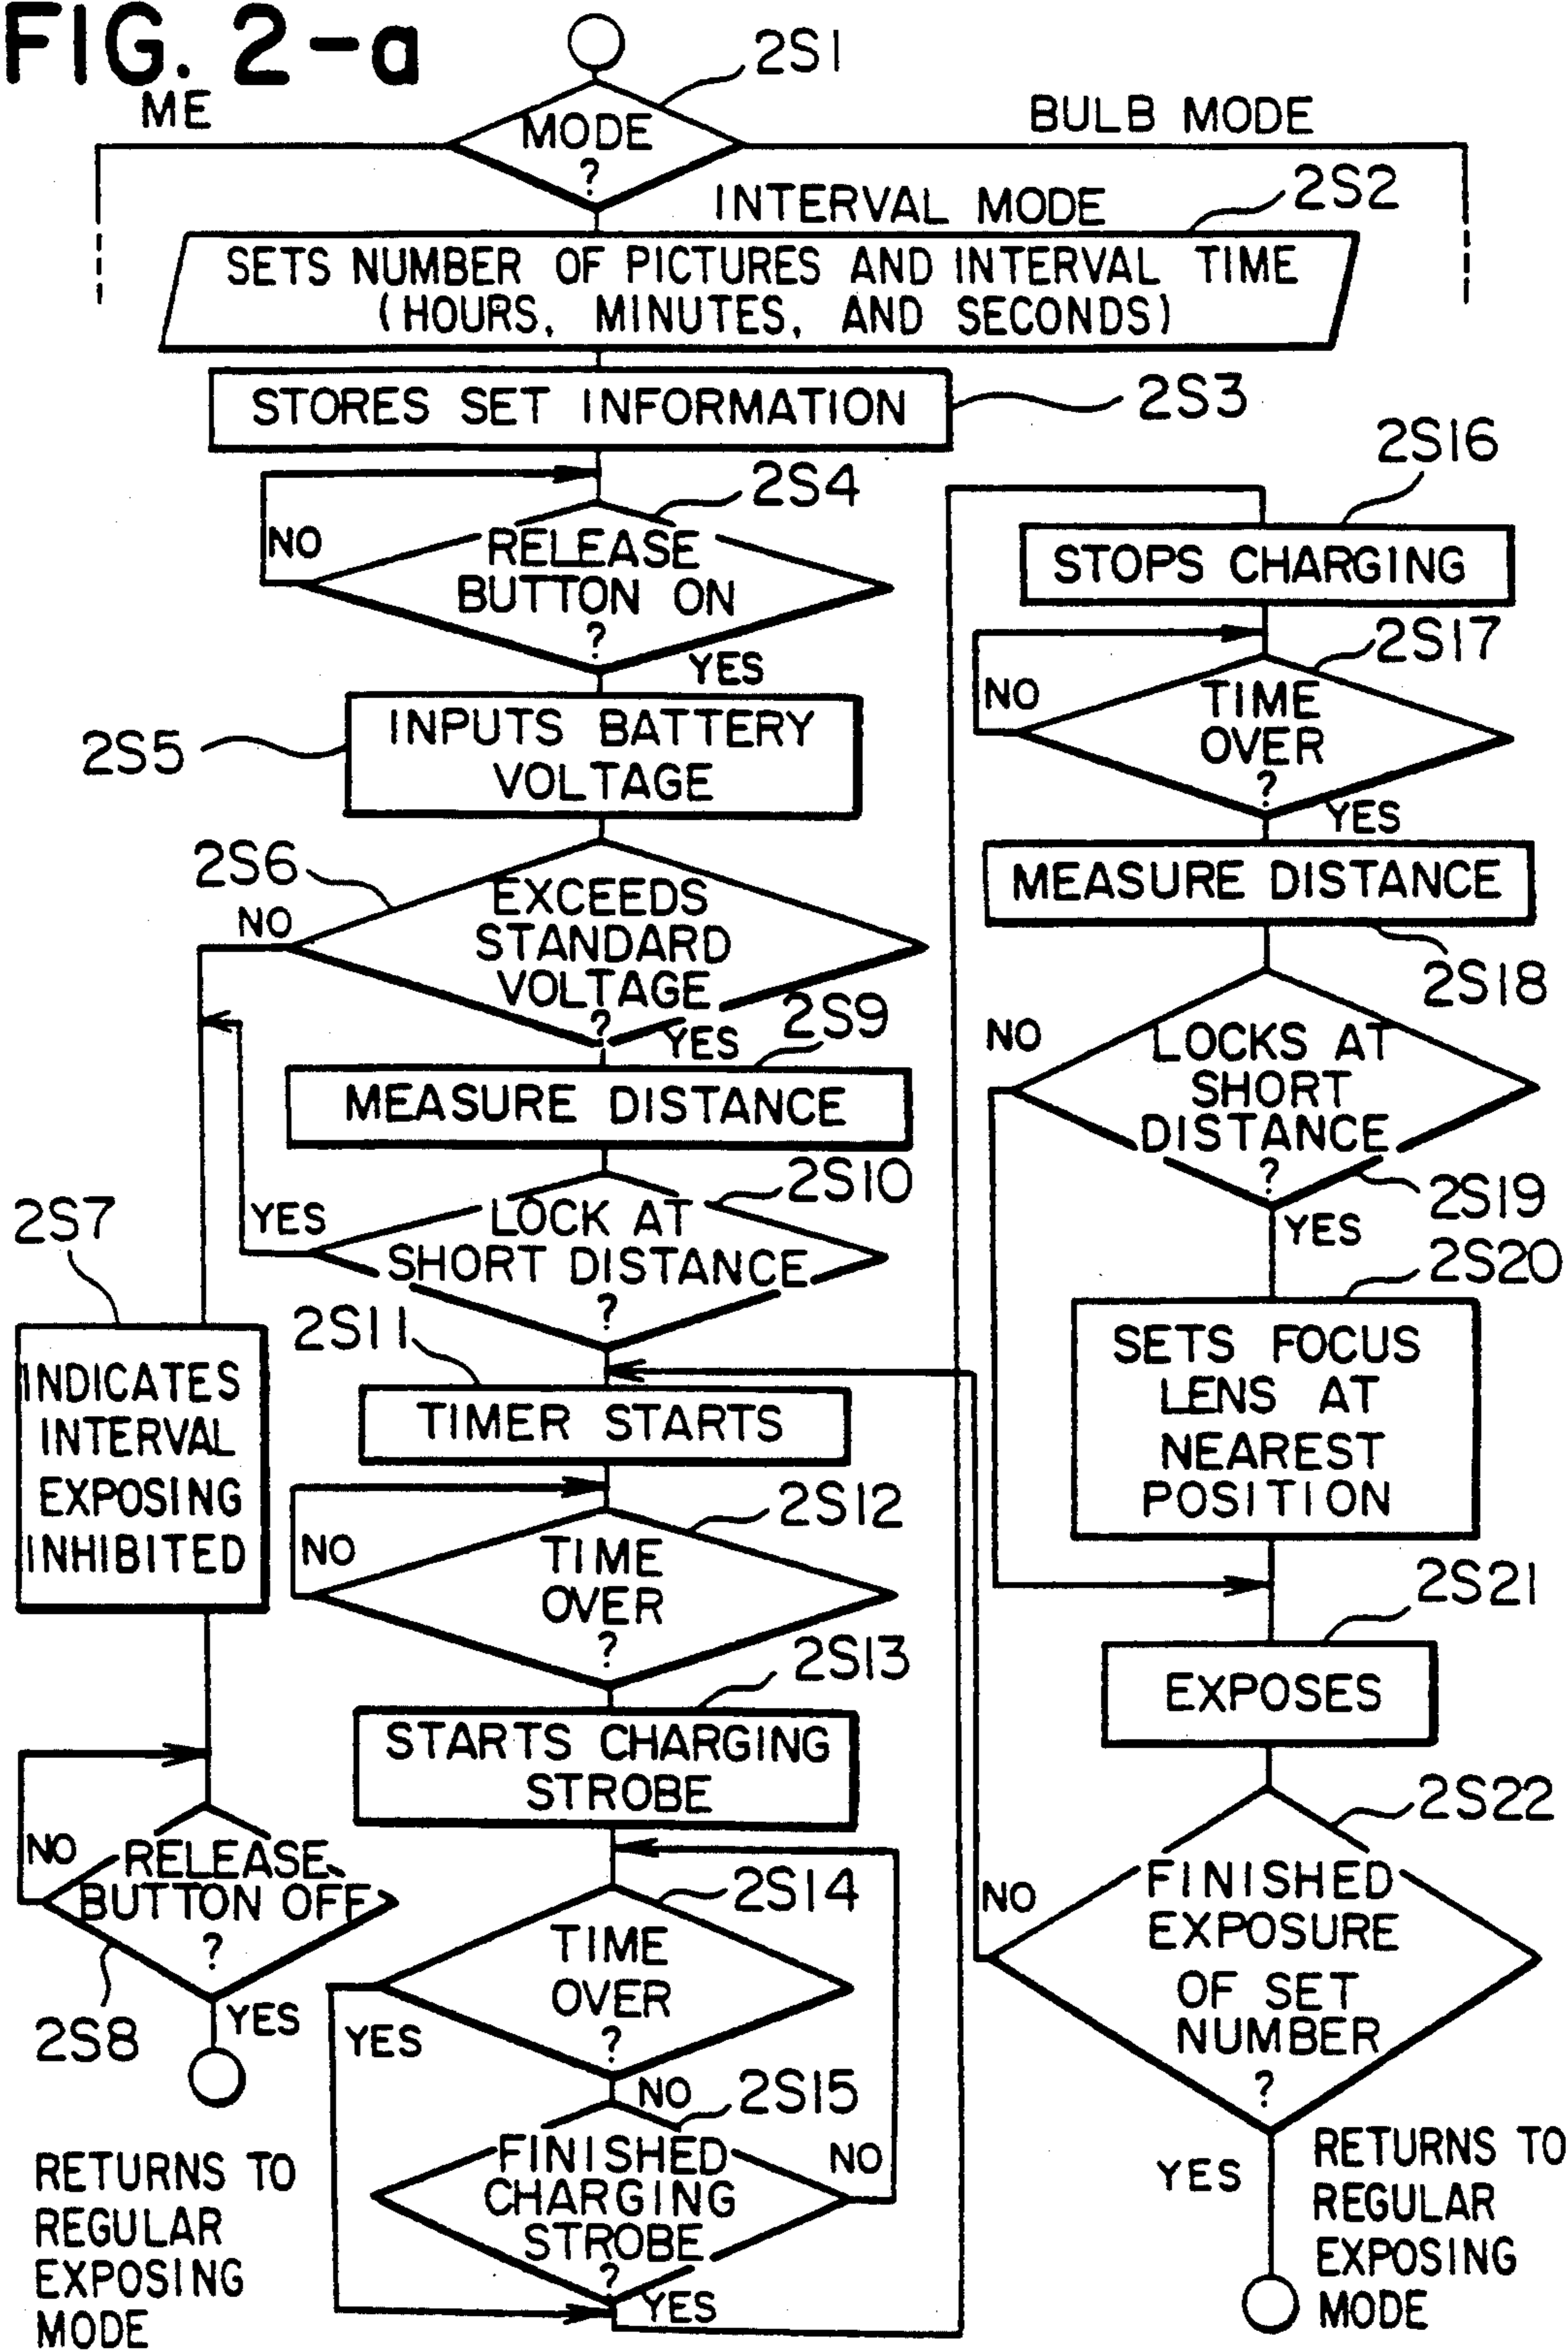 FIG. 2-a
2S1
ME
MODE
?
BULB MODE
INTERVAL MODE
2S2
SETS NUMBER OF PICTURES AND INTERVAL TIME
(HOURS, MINUTES, AND SECONDS)
STORES SET INFORMATION
2S3
2S4
NO
RELEASE
BUTTON ON
?
YES
2S5
INPUTS BATTERY
VOLTAGE
2S6
NO
EXCEEDS
STANDARD
VOLTAGE
?
YES
2S9
MEASURE DISTANCE
2S10
YES
LOCK AT
SHORT DISTANCE
?
2S7
INDICATES
INTERVAL
EXPOSING
INHIBITED
NO
RELEASE
BUTTON OFF
?
2S8
YES
RETURNS TO
REGULAR
EXPOSING
MODE
2S11
TIMER STARTS
2S12
NO
TIME
OVER
?
2S13
STARTS CHARGING
STROBE
2S14
TIME
OVER
?
YES
NO
2S15
FINISHED
CHARGING
STROBE
?
NO
YES
2S16
STOPS CHARGING
2S17
NO
TIME
OVER
?
YES
MEASURE DISTANCE
2S18
NO
LOCKS AT
SHORT
DISTANCE
?
2S19
YES
2S20
SETS FOCUS
LENS AT
NEAREST
POSITION
2S21
EXPOSES
2S22
NO
FINISHED
EXPOSURE
OF SET
NUMBER
?
YES
RETURNS TO
REGULAR
EXPOSING
MODE